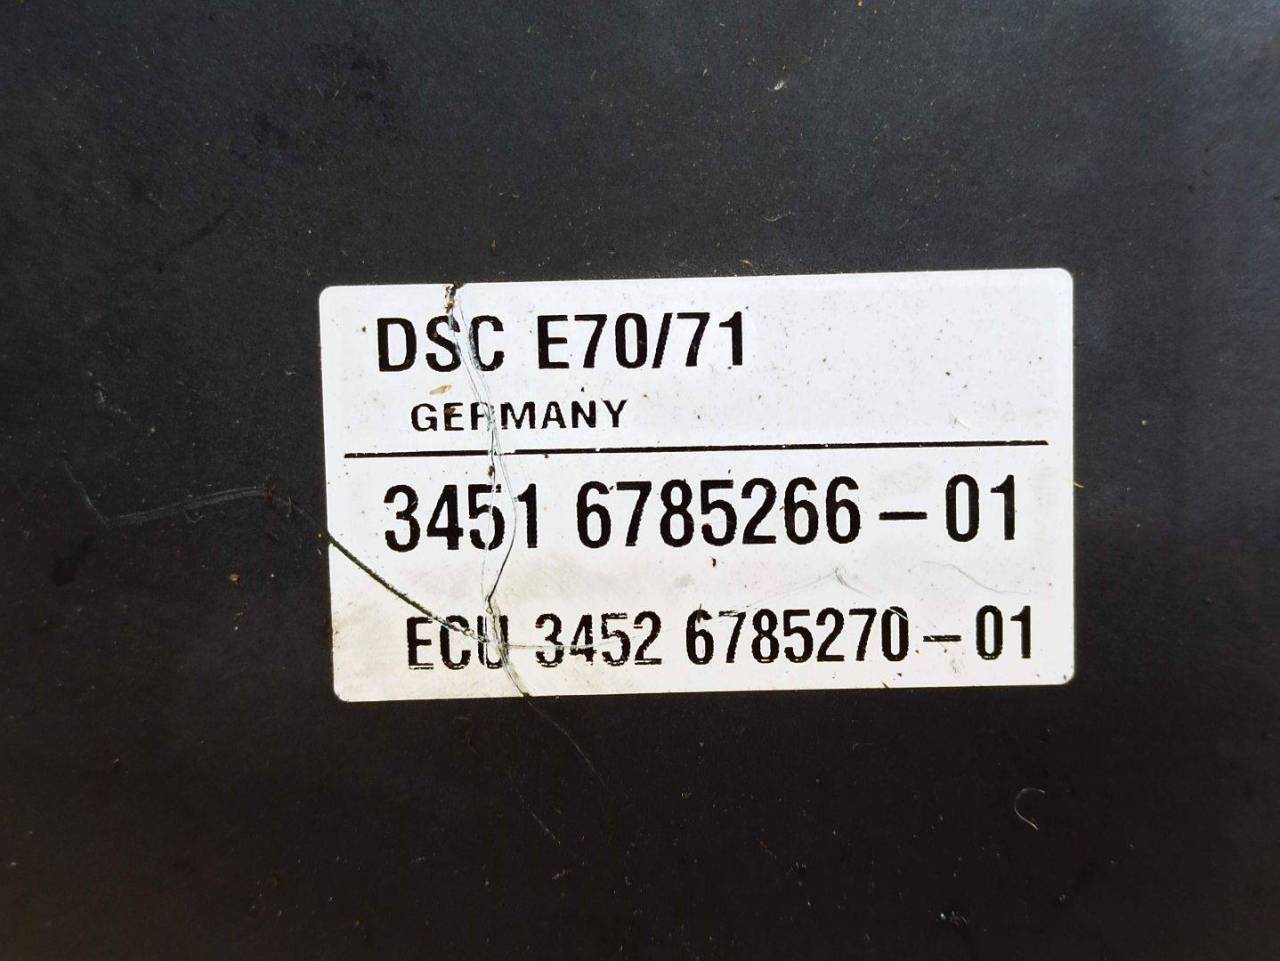 DSC E70/71
GERMANY
3451 6785266-01
ECU 3452 6785270-01